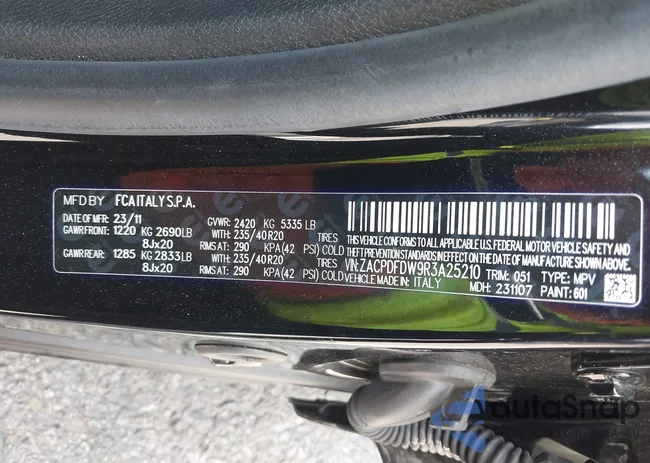 MFD BY FCA ITALY S.P.A.
DATE OF MFR: 23/11 GVWR: 2420 KG 5335 LB
GAWR FRONT: 1220 KG 2690LB WITH: 235/40 R20 TIRES
8Jx20 RIMS AT: 290 KPA(42 PSI) COLD
GAWR REAR: 1285 KG 2833 LB WITH: 235/40R20 TIRES
8Jx20 RIMS AT: 290 KPA(42 PSI) COLD
THIS VEHICLE CONFORMS TO ALL APPLICABLE U.S. FEDERAL MOTOR VEHICLE SAFETY AND
THEFT PREVENTION STANDARDS IN EFFECT ON THE DATE OF MANUFACTURE SHOWN ABOVE.
VIN: ZACPDFDW9R3A25210 TRIM: 051 TYPE: MPV
VEHICLE MADE IN: ITALY MDH: 231107 PAINT: 601
autoSnap